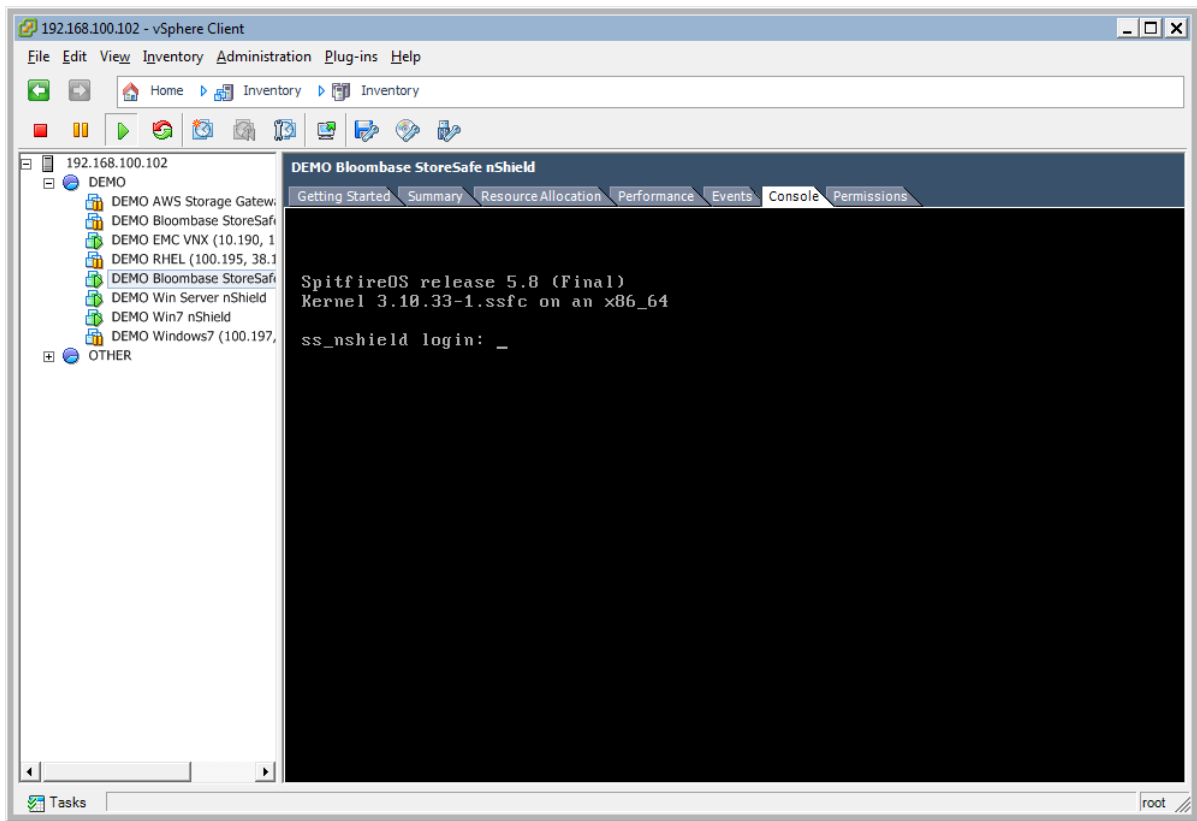 192.168.100.102 - vSphere Client
File Edit View Inventory Administration Plug-ins Help
Home Inventory Inventory
192.168.100.102
DEMO
DEMO AWS Storage Gatewa
DEMO Bloombase StoreSafe
DEMO EMC VNX (10.190, 1
DEMO RHEL (100.195, 38.1
DEMO Bloombase StoreSafe
DEMO Win Server nShield
DEMO Win7 nShield
DEMO Windows7 (100.197,
OTHER
DEMO Bloombase StoreSafe nShield
Getting Started Summary Resource Allocation Performance Events Console Permissions
SpitfireOS release 5.8 (Final)
Kernel 3.10.33-1.ssfc on an x86_64
ss_nshield login: _
Tasks
root